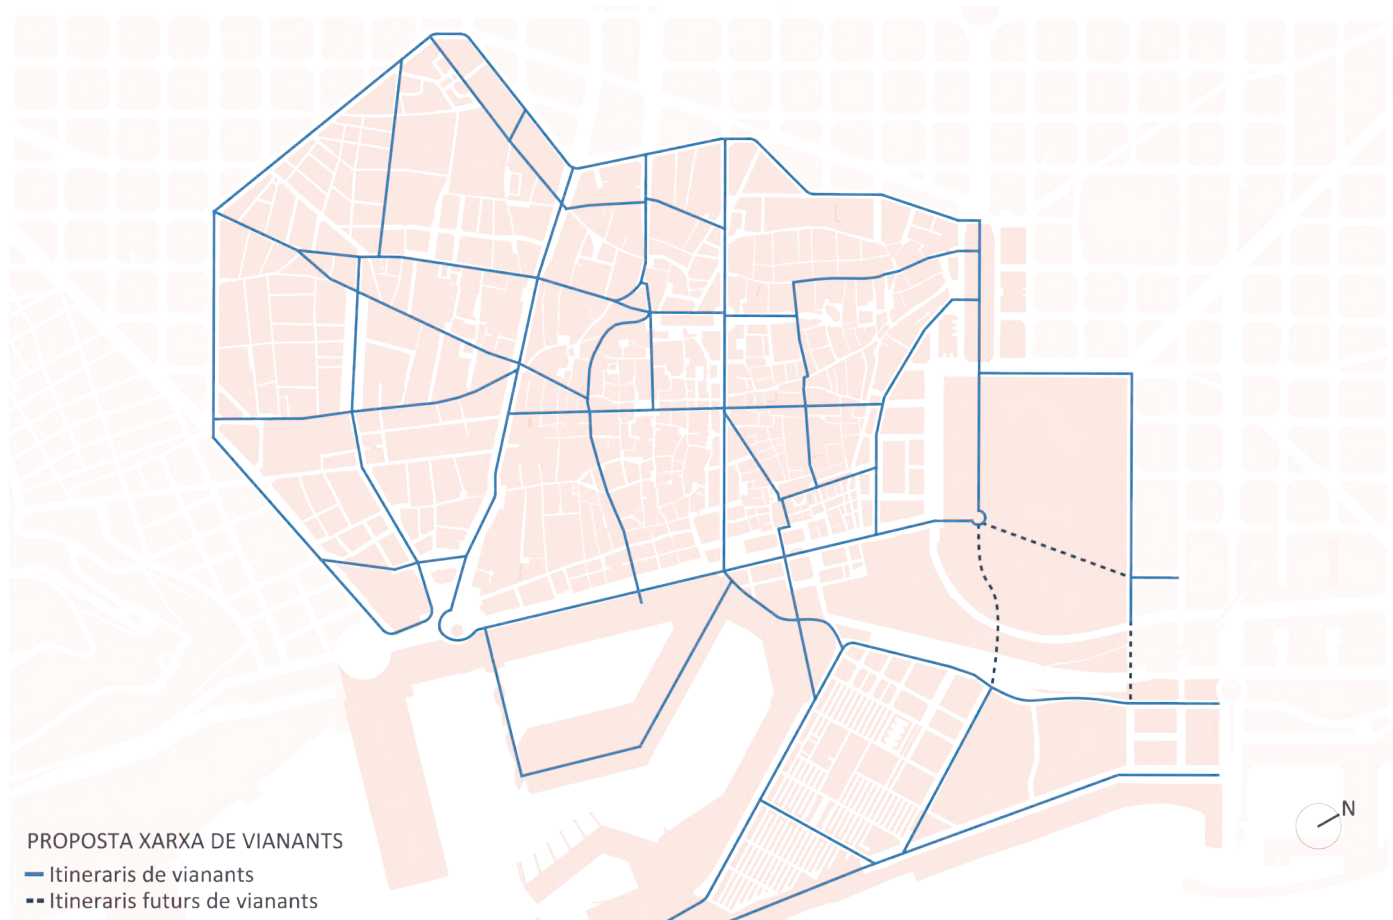 N
PROPOSTA XARXA DE VIANANTS
Itineraris de vianants
Itineraris futurs de vianants